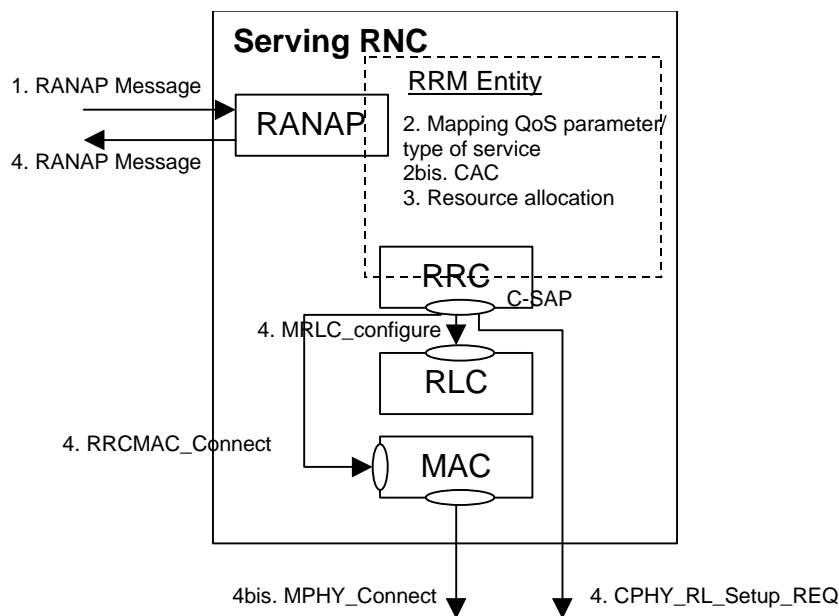 Serving RNC
RRM Entity
1. RANAP Message
RANAP
2. Mapping QoS parameter/
type of service
2bis. CAC
3. Resource allocation
4. RANAP Message
RRC
C-SAP
4. MRLC_configure
RLC
4. RRCMAC_Connect
MAC
4bis. MPHY_Connect
4. CPHY_RL_Setup_REQ